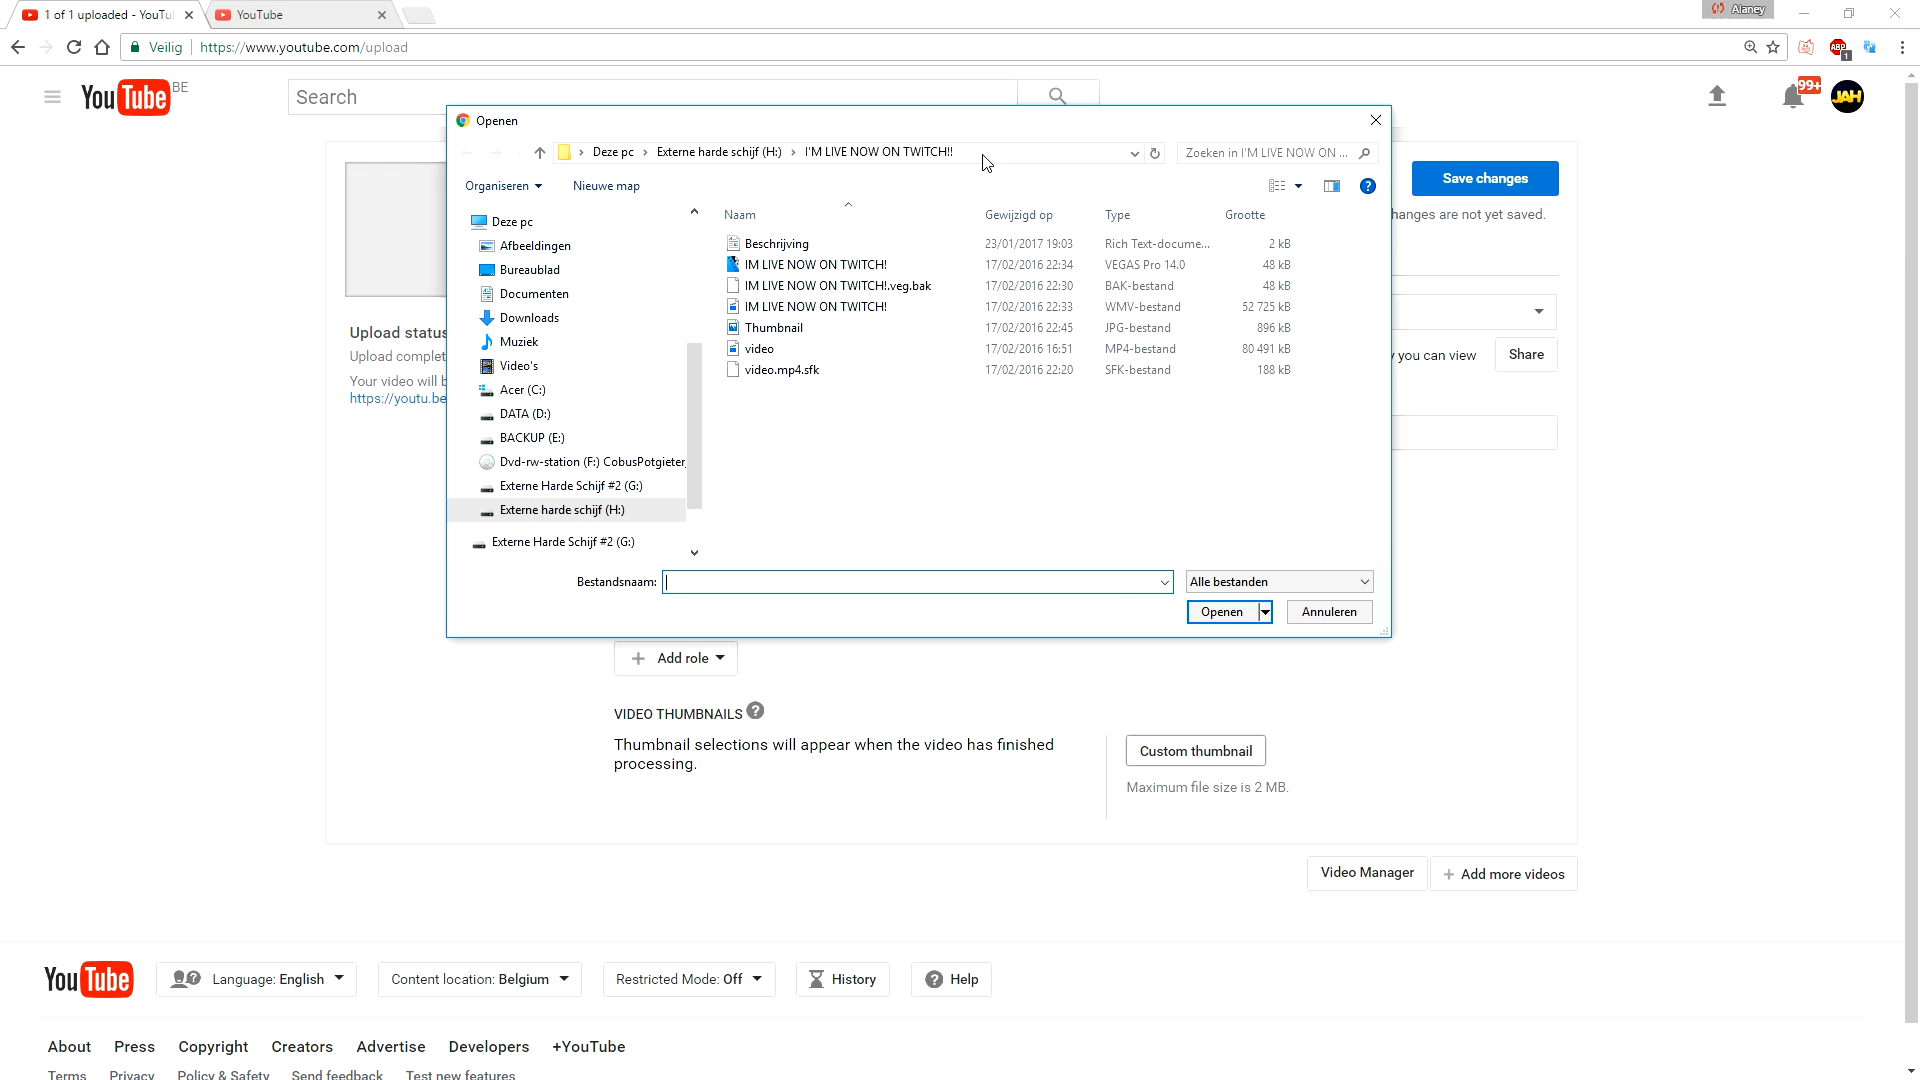 1 of 1 uploaded - YouTu
YouTube
Alaney
Veilig
https://www.youtube.com/upload
1
YouTube BE
Search
99+
JAH
Openen
Deze pc
Externe harde schijf (H:)
I'M LIVE NOW ON TWITCH!!
Zoeken in I'M LIVE NOW ON ...
Organiseren
Nieuwe map
Save changes
hanges are not yet saved.
Deze pc
Afbeeldingen
Bureaublad
Documenten
Downloads
Muziek
Video's
Acer (C:)
DATA (D:)
BACKUP (E:)
Dvd-rw-station (F:) CobusPotgieter
Externe Harde Schijf #2 (G:)
Externe harde schijf (H:)
Externe Harde Schijf #2 (G:)
Naam Gewijzigd op Type Grootte
Beschrijving 23/01/2017 19:03 Rich Text-docume... 2 kB
IM LIVE NOW ON TWITCH! 17/02/2016 22:34 VEGAS Pro 14.0 48 kB
IM LIVE NOW ON TWITCH!.veg.bak 17/02/2016 22:30 BAK-bestand 48 kB
IM LIVE NOW ON TWITCH! 17/02/2016 22:33 WMV-bestand 52 725 kB
Thumbnail 17/02/2016 22:45 JPG-bestand 896 kB
video 17/02/2016 16:51 MP4-bestand 80 491 kB
video.mp4.sfk 17/02/2016 22:20 SFK-bestand 188 kB
Upload status
Upload complet
Your video will b
https://youtu.be
y you can view
Share
Bestandsnaam:
Alle bestanden
Openen
Annuleren
Add role
VIDEO THUMBNAILS
Thumbnail selections will appear when the video has finished
processing.
Custom thumbnail
Maximum file size is 2 MB.
Video Manager
+ Add more videos
YouTube
Language: English
Content location: Belgium
Restricted Mode: Off
History
Help
About Press Copyright Creators Advertise Developers +YouTube
Terms Privacy Policy & Safety Send feedback Test new features